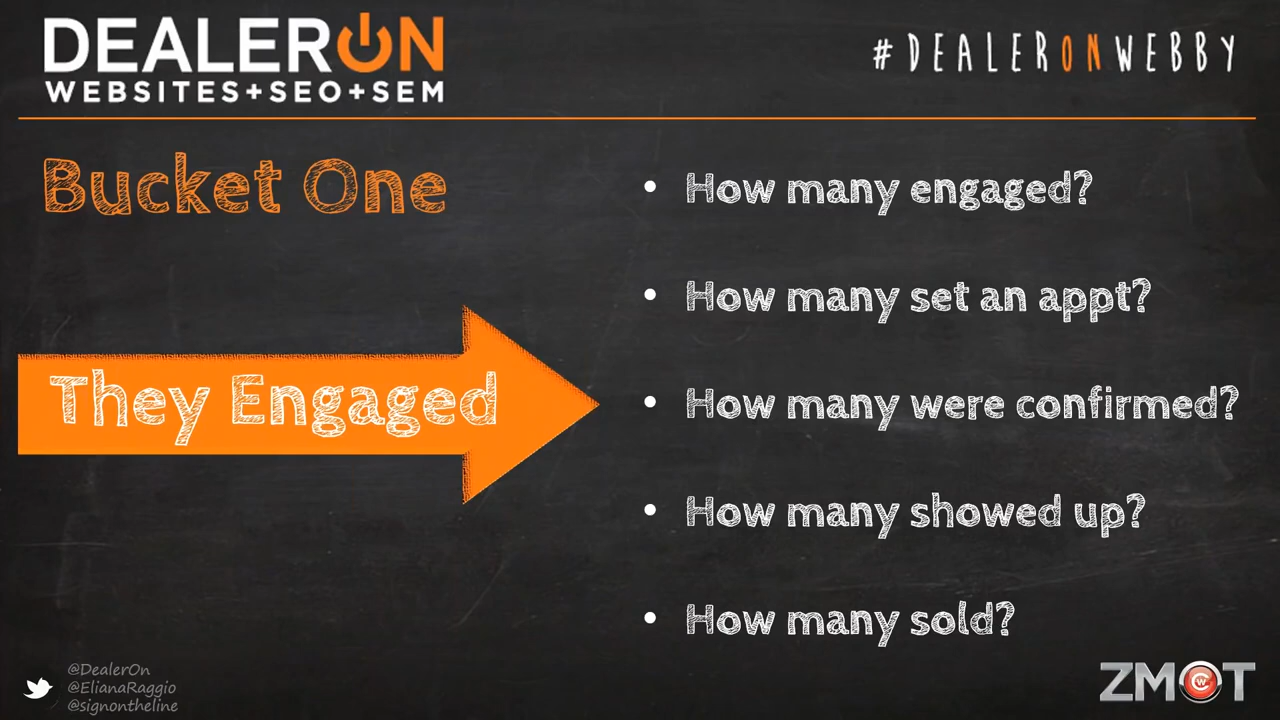 DEALERON
WEBSITES+SEO+SEM
#DEALERONWEBBY
Bucket One
They Engaged
• How many engaged?
• How many set an appt?
• How many were confirmed?
• How many showed up?
• How many sold?
@DealerOn
@ElianaRaggio
@signontheline
ZMOT